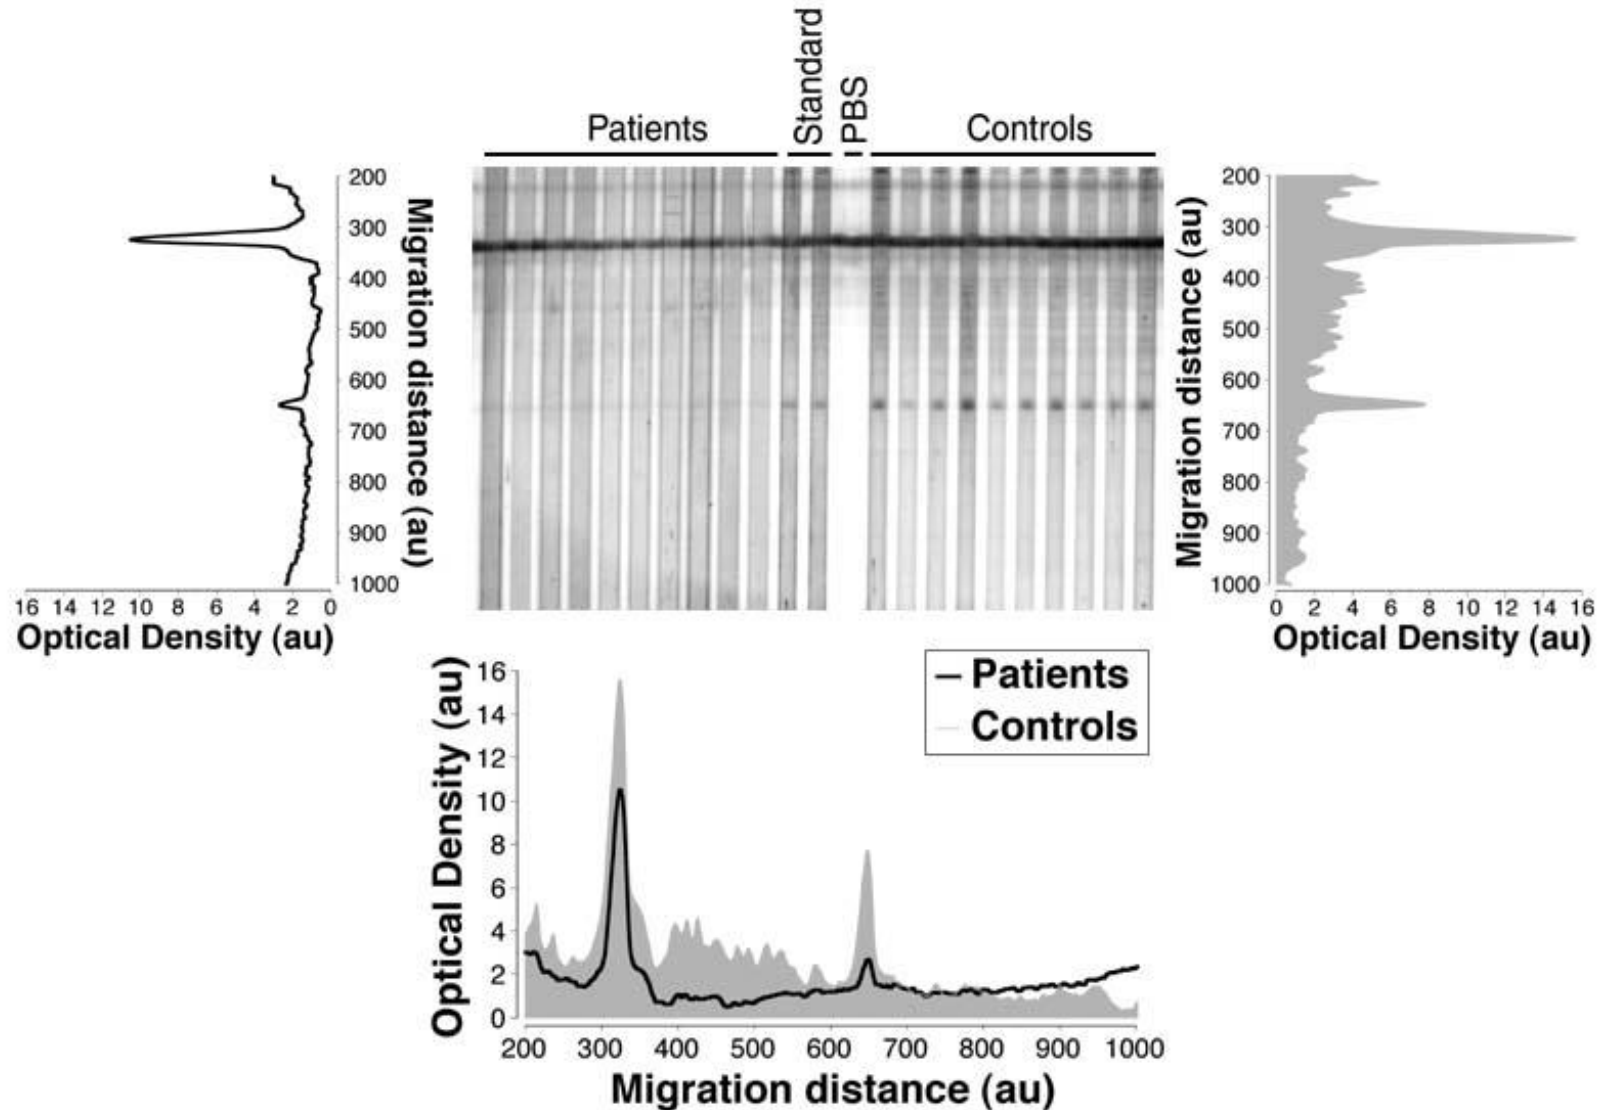 Patients
Standard
PBS
Controls
200
300
400
500
600
700
800
900
1000
Migration distance (au)
16 14 12 10 8 6 4 2 0
Optical Density (au)
Migration distance (au)
200
300
400
500
600
700
800
900
1000
0 2 4 6 8 10 12 14 16
Optical Density (au)
Optical Density (au)
16
14
12
10
8
6
4
2
0
200 300 400 500 600 700 800 900 1000
Migration distance (au)
Patients
Controls